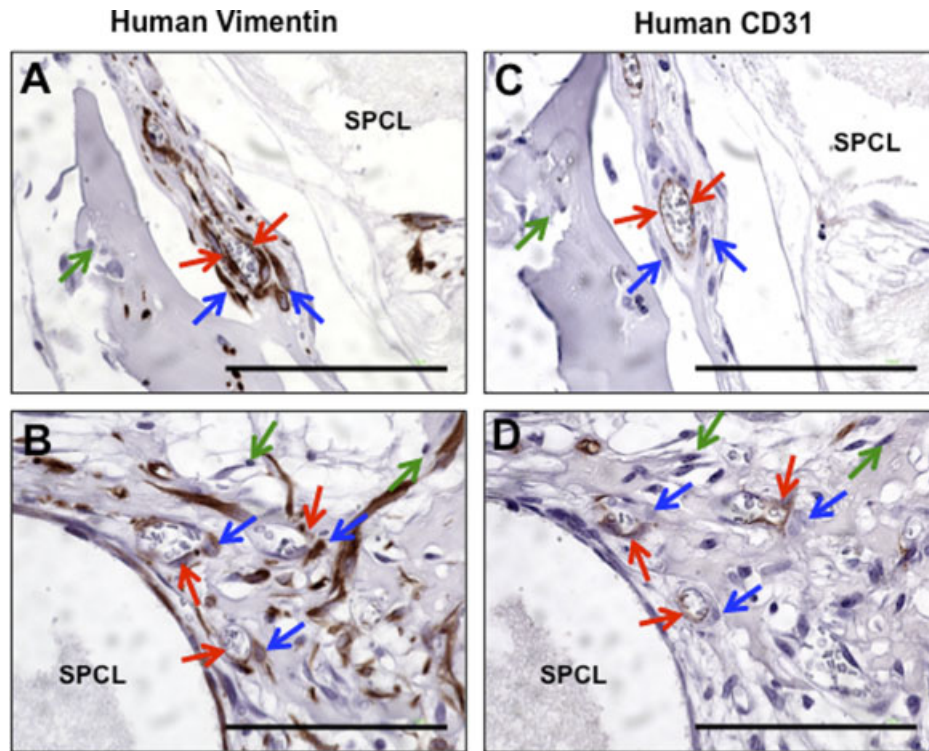 Human Vimentin
Human CD31
A
SPCL
C
SPCL
B
SPCL
D
SPCL